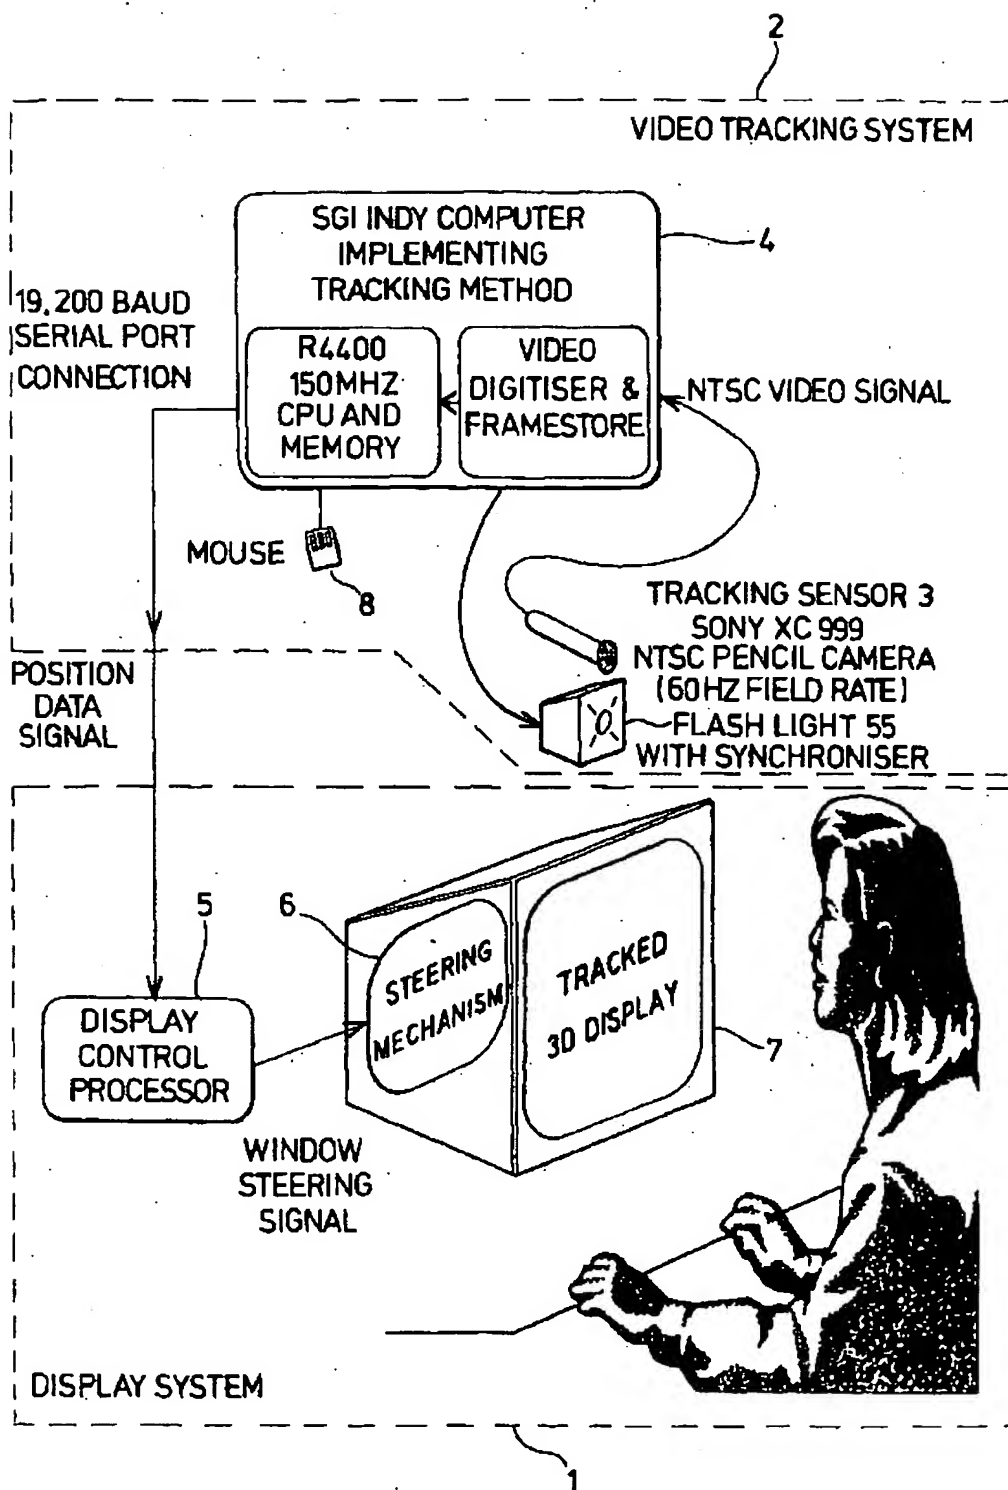 2
VIDEO TRACKING SYSTEM
SGI INDY COMPUTER
IMPLEMENTING
TRACKING METHOD
4
19,200 BAUD
SERIAL PORT
CONNECTION
R4400
150MHZ
CPU AND
MEMORY
VIDEO
DIGITISER &
FRAMESTORE
NTSC VIDEO SIGNAL
MOUSE
8
TRACKING SENSOR 3
SONY XC 999
NTSC PENCIL CAMERA
(60HZ FIELD RATE)
FLASH LIGHT 55
WITH SYNCHRONISER
POSITION
DATA
SIGNAL
5
6
STEERING
MECHANISM
TRACKED
3D DISPLAY
7
DISPLAY
CONTROL
PROCESSOR
WINDOW
STEERING
SIGNAL
DISPLAY SYSTEM
1